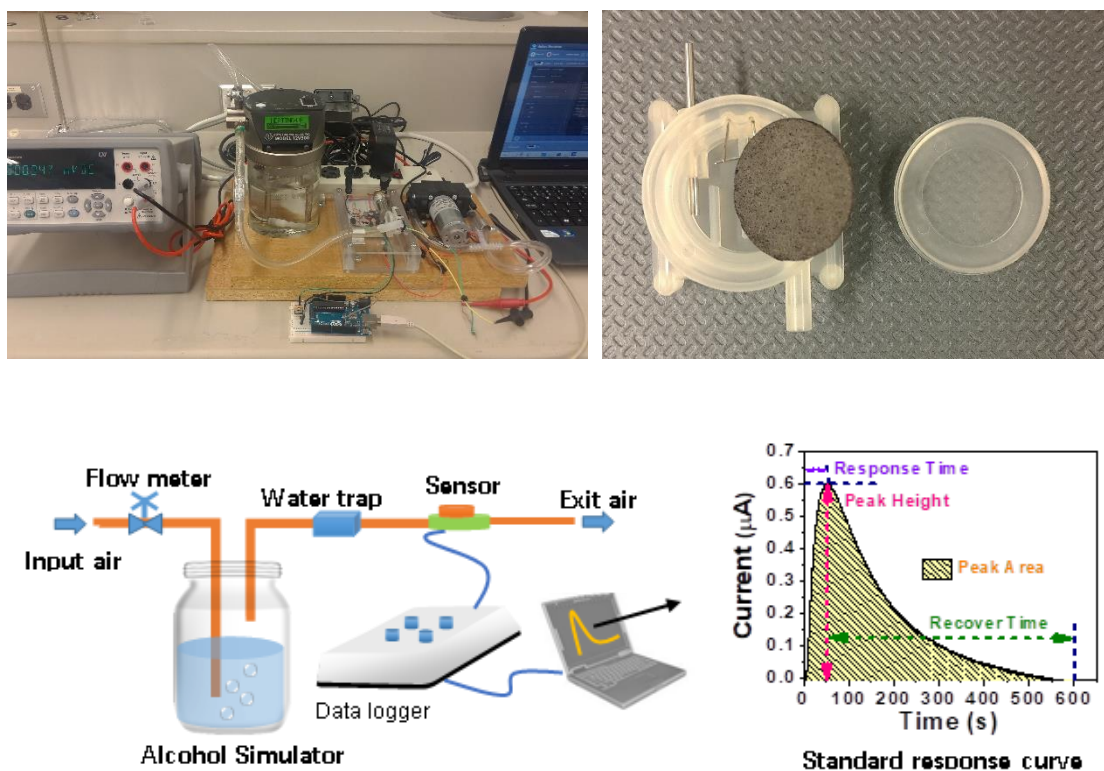 MODEL 12V500
Flow meter
Water trap
Sensor
Exit air
Input air
Data logger
Alcohol Simulator
0.7
0.6
0.5
0.4
0.3
0.2
0.1
0.0
Current (µA)
Response Time
Peak Height
Peak Area
Recover Time
0 100 200 300 400 500 600
Time (s)
Standard response curve